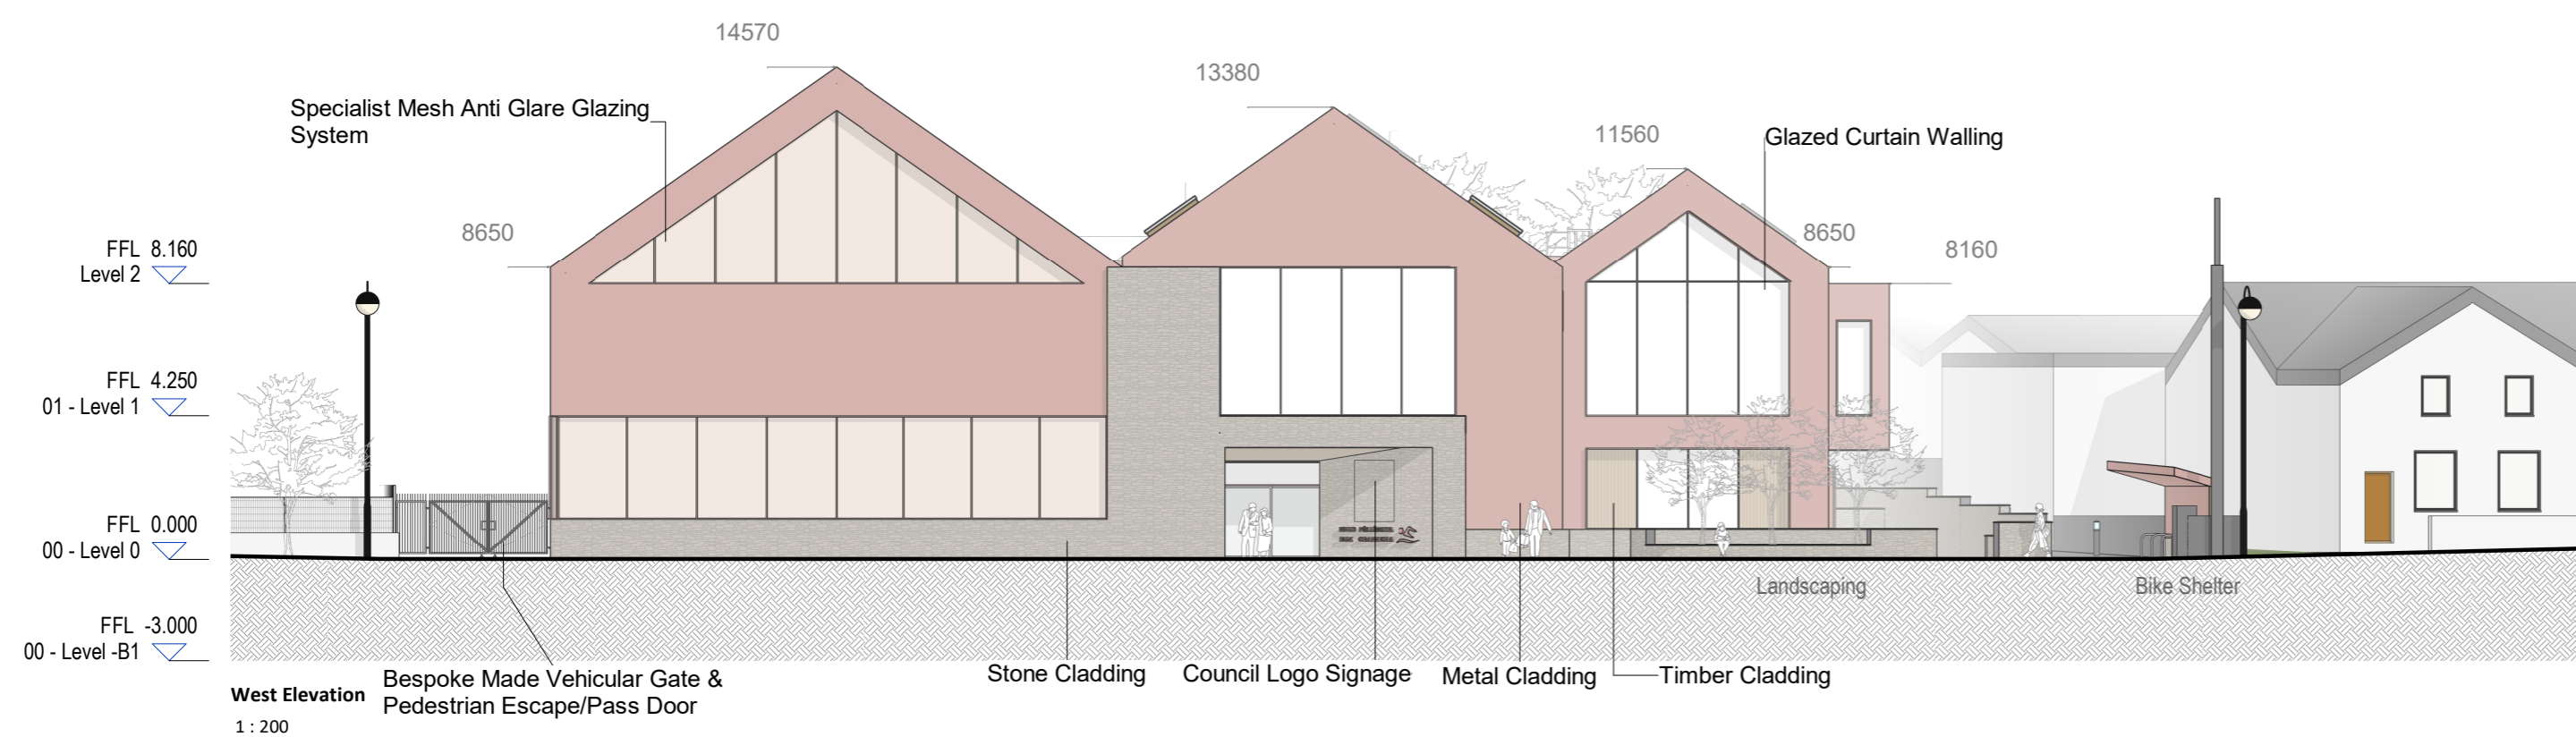 14570
13380
11560
8650
8650
8160
Specialist Mesh Anti Glare Glazing
System
Glazed Curtain Walling
FFL 8.160
Level 2
FFL 4.250
01 - Level 1
FFL 0.000
00 - Level 0
FFL -3.000
00 - Level -B1
Landscaping
Bike Shelter
Bespoke Made Vehicular Gate &
Pedestrian Escape/Pass Door
Stone Cladding
Council Logo Signage
Metal Cladding
Timber Cladding
West Elevation
1 : 200